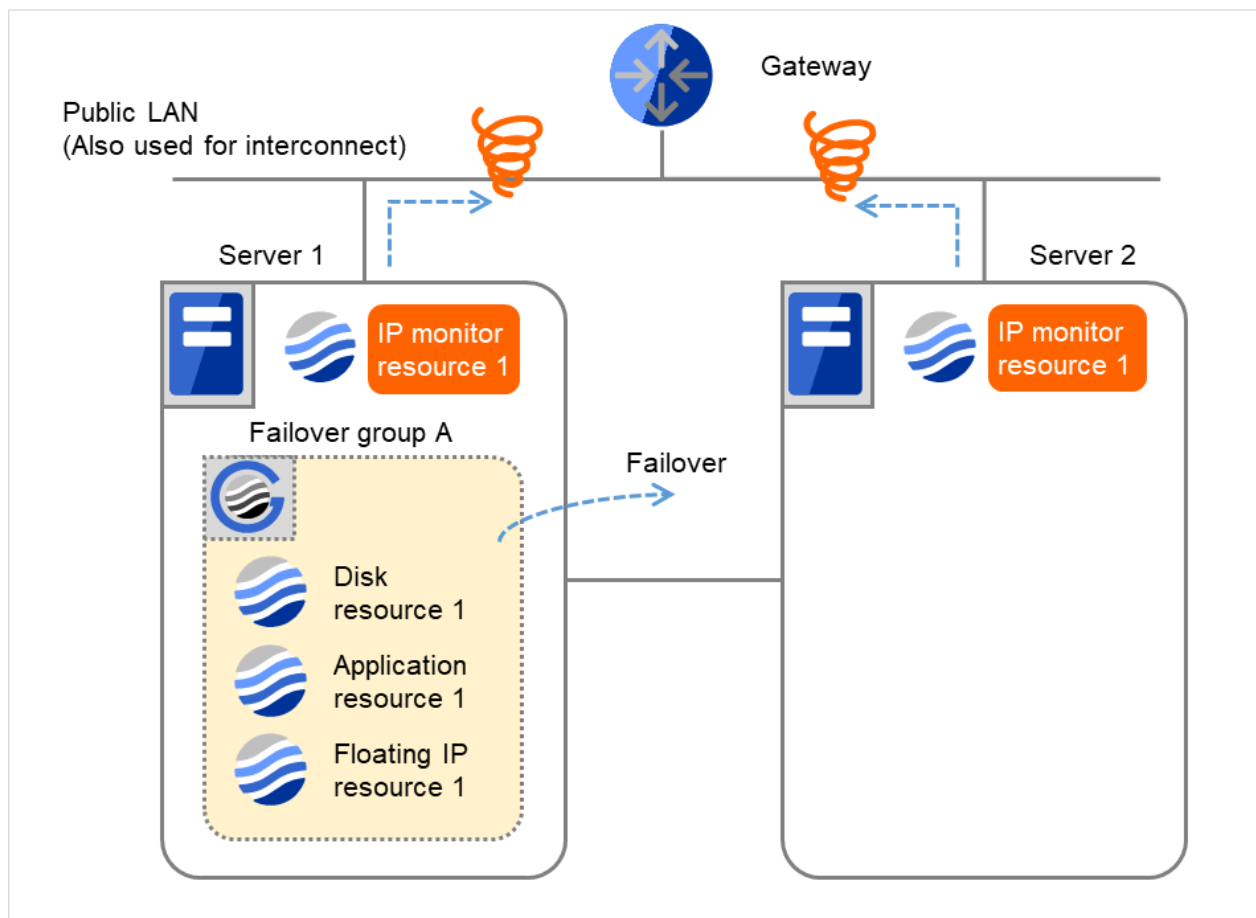 Gateway
Public LAN
(Also used for interconnect)
Server 1
Server 2
IP monitor
resource 1
IP monitor
resource 1
Failover group A
Failover
Disk
resource 1
Application
resource 1
Floating IP
resource 1